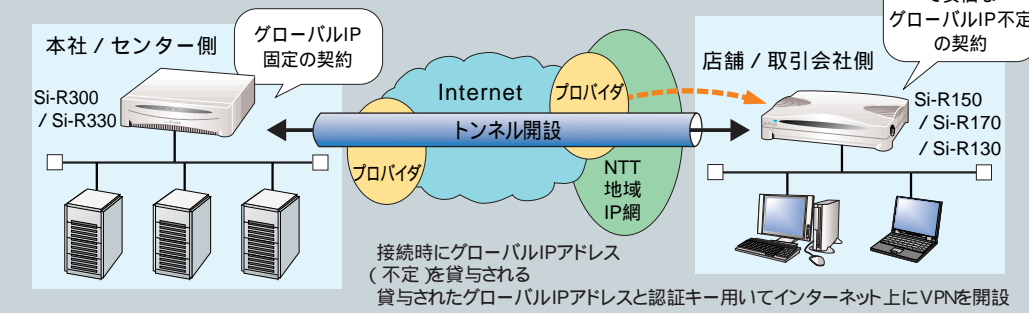 本社 / センター側
グローバルIP
固定の契約
Si-R300
/ Si-R330
Internet
プロバイダ
トンネル開設
プロバイダ
NTT
地域
IP網
店舗 / 取引会社側
グローバルIP不定
の契約
Si-R150
/ Si-R170
/ Si-R130
接続時にグローバルIPアドレス
(不定)を貸与される
貸与されたグローバルIPアドレスと認証キー用いてインターネット上にVPNを開設